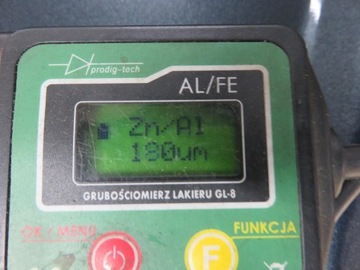 prodig-tech
AL/FE
Zn/Al
180um
GRUBOŚCIOMIERZ LAKIERU GL-8
OK / MENU
FUNKCJA
F